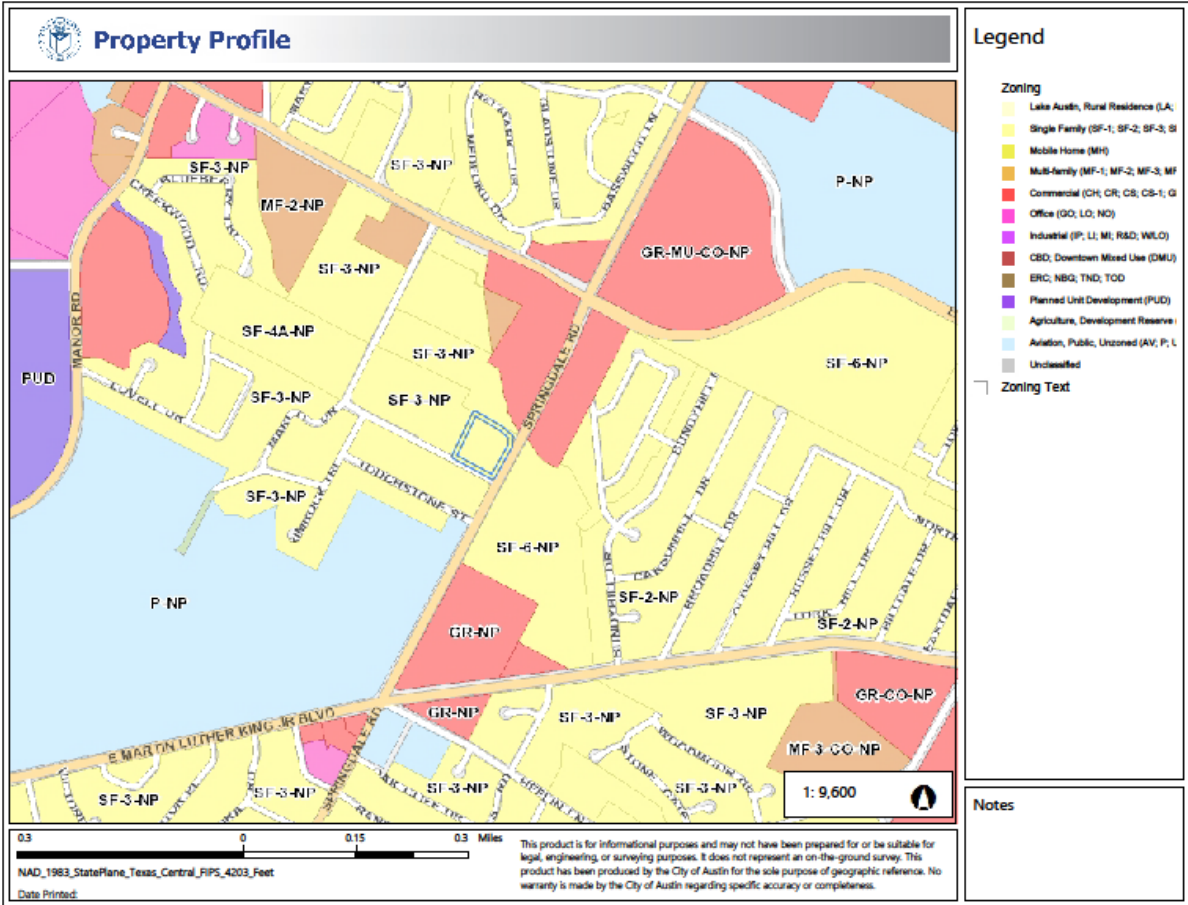 Property Profile
SF-3-NP
SF-3-NP
P-NP
MF-2-NP
GR-MU-CO-NP
SF-3-NP
SF-4A-NP
SF-3-NP
SF-6-NP
PUD
MANOR RD
SPRINGDALE RD
SF-3-NP
SF-3-NP
LOVELL DR
SF-3-NP
TOUCHSTONE ST
SF-6-NP
SF-2-NP
P-NP
SF-2-NP
GR-NP
GR-CO-NP
GR-NP
SF-3-NP
SF-3-NP
E MARTIN LUTHER KING JR BLVD
SPRINGDALE RD
MF-3-CO-NP
SF-3-NP
SF-3-NP
SF-3-NP
SF-3-NP
1: 9,600
Legend
Zoning
Lake Austin, Rural Residence (LA;
Single Family (SF-1; SF-2; SF-3; SI
Mobile Home (MH)
Multi-family (MF-1; MF-2; MF-3; MF
Commercial (CH; CR; CS; CS-1; GI
Office (GO; LO; NO)
Industrial (IP; LI; MI; R&D; W/LO)
CBD; Downtown Mixed Use (DMU)
ERC; NBG; TND; TOD
Planned Unit Development (PUD)
Agriculture, Development Reserve
Aviation, Public, Unzoned (AV; P; U
Unclassified
Zoning Text
Notes
0.3 0 0.15 0.3 Miles
NAD_1983_StatePlane_Texas_Central_FIPS_4203_Feet
Date Printed:
This product is for informational purposes and may not have been prepared for or be suitable for
legal, engineering, or surveying purposes. It does not represent an on-the-ground survey. This
product has been produced by the City of Austin for the sole purpose of geographic reference. No
warranty is made by the City of Austin regarding specific accuracy or completeness.